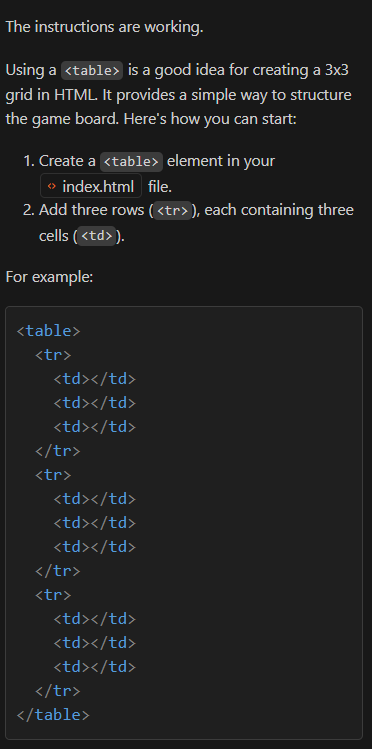 The instructions are working.
Using a <table> is a good idea for creating a 3x3
grid in HTML. It provides a simple way to structure
the game board. Here's how you can start:
1. Create a <table> element in your
<> index.html file.
2. Add three rows (<tr>), each containing three
cells (<td>).
For example:
<table>
  <tr>
    <td></td>
    <td></td>
    <td></td>
  </tr>
  <tr>
    <td></td>
    <td></td>
    <td></td>
  </tr>
  <tr>
    <td></td>
    <td></td>
    <td></td>
  </tr>
</table>